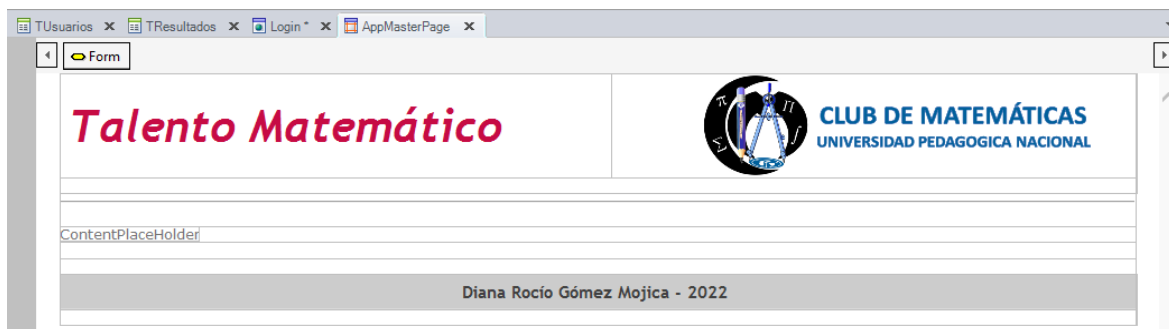 TUsuarios TResultados Login * AppMasterPage
Form
Talento Matemático
π Π
Σ ∫
CLUB DE MATEMÁTICAS
UNIVERSIDAD PEDAGOGICA NACIONAL
ContentPlaceHolder
Diana Rocío Gómez Mojica - 2022